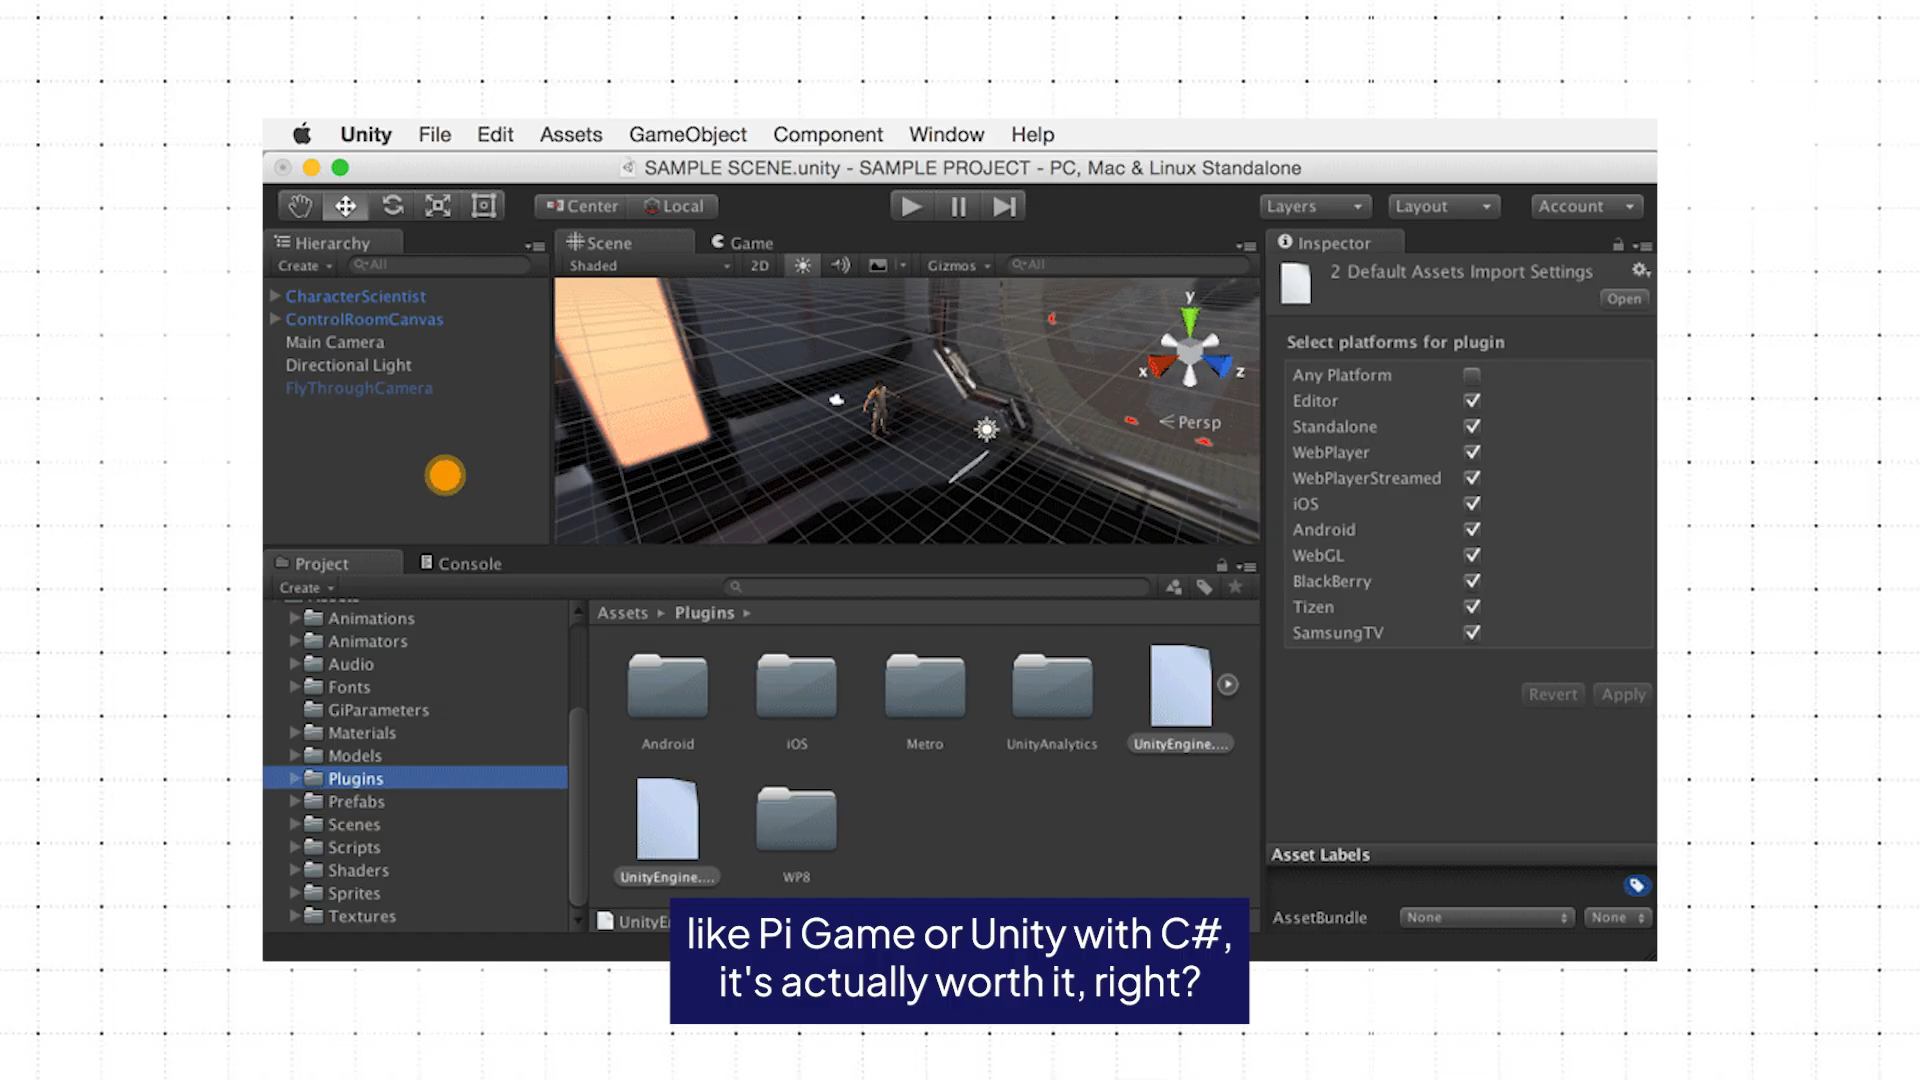 Unity File Edit Assets GameObject Component Window Help
SAMPLE SCENE.unity - SAMPLE PROJECT - PC, Mac & Linux Standalone
Center Local
Layers Layout Account
Hierarchy
Create All
CharacterScientist
ControlRoomCanvas
Main Camera
Directional Light
FlyThroughCamera
Scene Game
Shaded 2D Gizmos All
y
x z
Persp
Inspector
2 Default Assets Import Settings
Open
Select platforms for plugin
Any Platform
Editor
Standalone
WebPlayer
WebPlayerStreamed
iOS
Android
WebGL
BlackBerry
Tizen
SamsungTV
Revert Apply
Project Console
Create
Animations
Animators
Audio
Fonts
GiParameters
Materials
Models
Plugins
Prefabs
Scenes
Scripts
Shaders
Sprites
Textures
Assets Plugins
Android iOS Metro UnityAnalytics UnityEngine....
UnityEngine.... WP8
UnityE
Asset Labels
AssetBundle None None
like Pi Game or Unity with C#,
it's actually worth it, right?